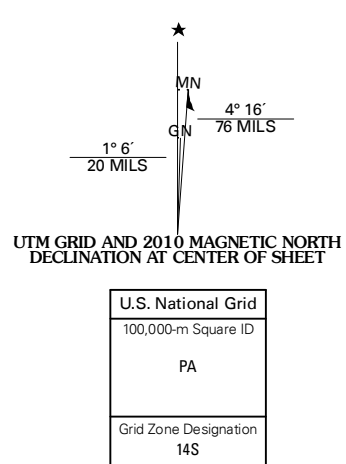 ★
MN
4° 16´
76 MILS
GN
1° 6´
20 MILS
UTM GRID AND 2010 MAGNETIC NORTH
DECLINATION AT CENTER OF SHEET
U.S. National Grid
100,000-m Square ID
PA
Grid Zone Designation
14S